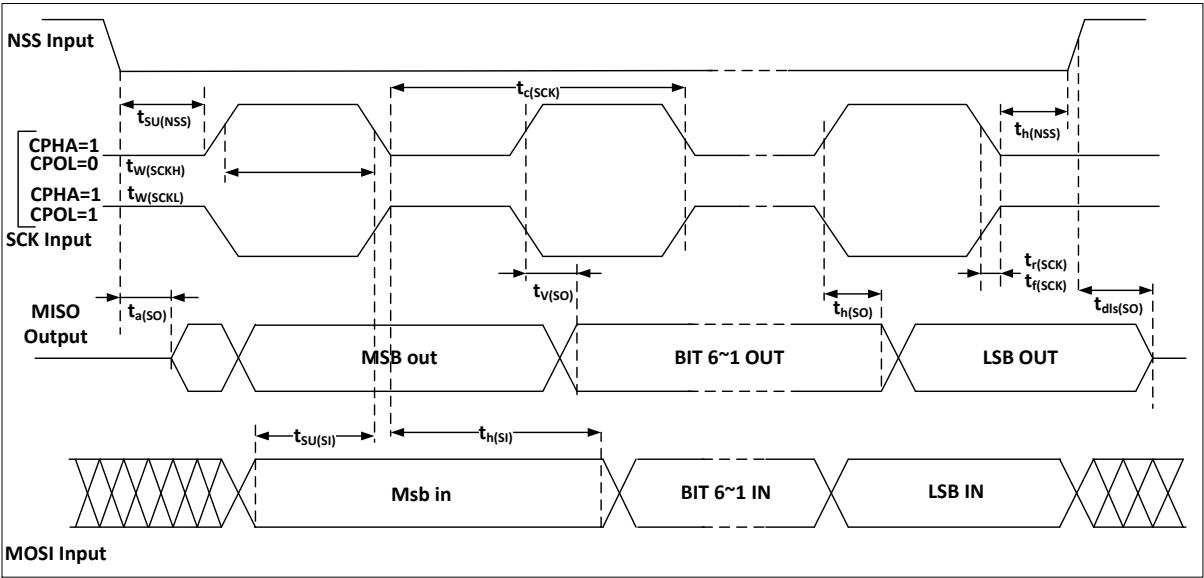 NSS Input
tc(SCK)
tSU(NSS)
th(NSS)
CPHA=1
CPOL=0
tW(SCKH)
CPHA=1
CPOL=1
tW(SCKL)
SCK Input
tr(SCK)
tf(SCK)
tV(SO)
th(SO)
tdIs(SO)
ta(SO)
MISO
Output
MSB out
BIT 6~1 OUT
LSB OUT
tSU(SI)
th(SI)
Msb in
BIT 6~1 IN
LSB IN
MOSI Input